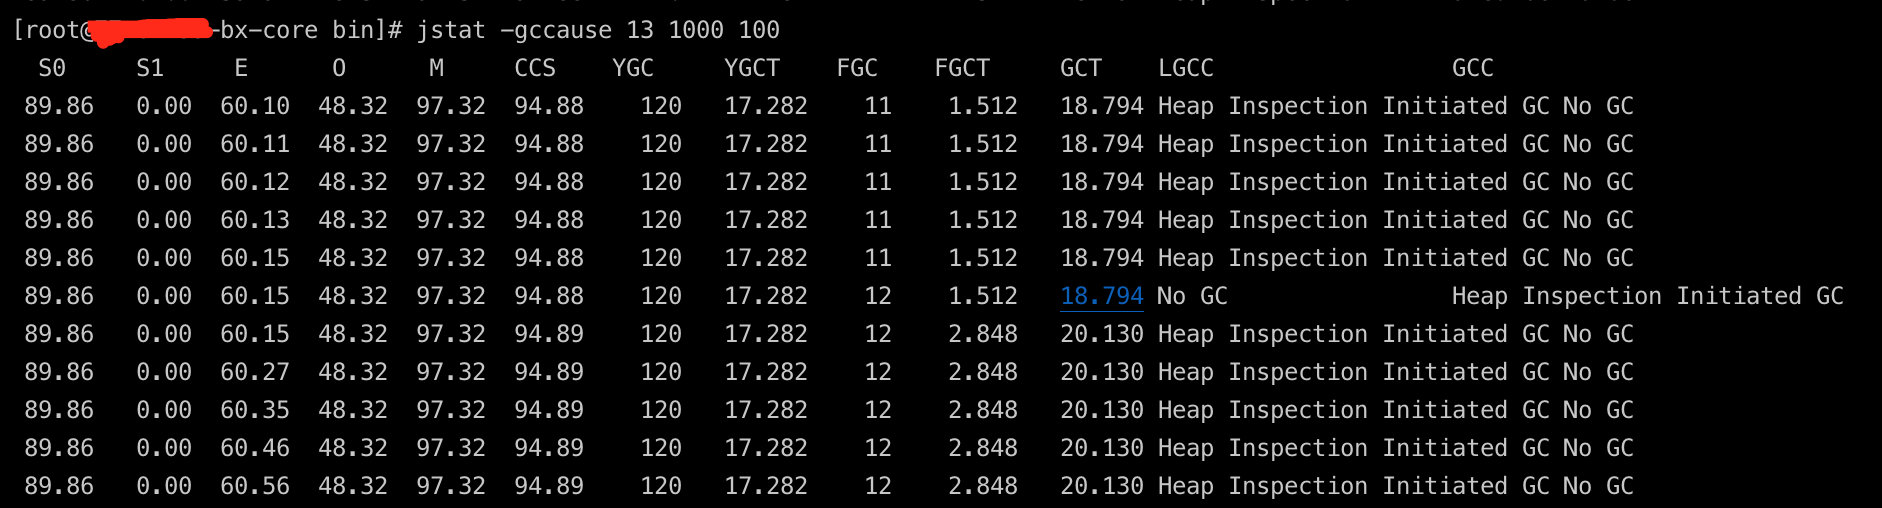 [root@ -bx-core bin]# jstat -gccause 13 1000 100
S0 S1 E O M CCS YGC YGCT FGC FGCT GCT LGCC GCC
89.86 0.00 60.10 48.32 97.32 94.88 120 17.282 11 1.512 18.794 Heap Inspection Initiated GC No GC
89.86 0.00 60.11 48.32 97.32 94.88 120 17.282 11 1.512 18.794 Heap Inspection Initiated GC No GC
89.86 0.00 60.12 48.32 97.32 94.88 120 17.282 11 1.512 18.794 Heap Inspection Initiated GC No GC
89.86 0.00 60.13 48.32 97.32 94.88 120 17.282 11 1.512 18.794 Heap Inspection Initiated GC No GC
89.86 0.00 60.15 48.32 97.32 94.88 120 17.282 11 1.512 18.794 Heap Inspection Initiated GC No GC
89.86 0.00 60.15 48.32 97.32 94.88 120 17.282 12 1.512 18.794 No GC Heap Inspection Initiated GC
89.86 0.00 60.15 48.32 97.32 94.89 120 17.282 12 2.848 20.130 Heap Inspection Initiated GC No GC
89.86 0.00 60.27 48.32 97.32 94.89 120 17.282 12 2.848 20.130 Heap Inspection Initiated GC No GC
89.86 0.00 60.35 48.32 97.32 94.89 120 17.282 12 2.848 20.130 Heap Inspection Initiated GC No GC
89.86 0.00 60.46 48.32 97.32 94.89 120 17.282 12 2.848 20.130 Heap Inspection Initiated GC No GC
89.86 0.00 60.56 48.32 97.32 94.89 120 17.282 12 2.848 20.130 Heap Inspection Initiated GC No GC